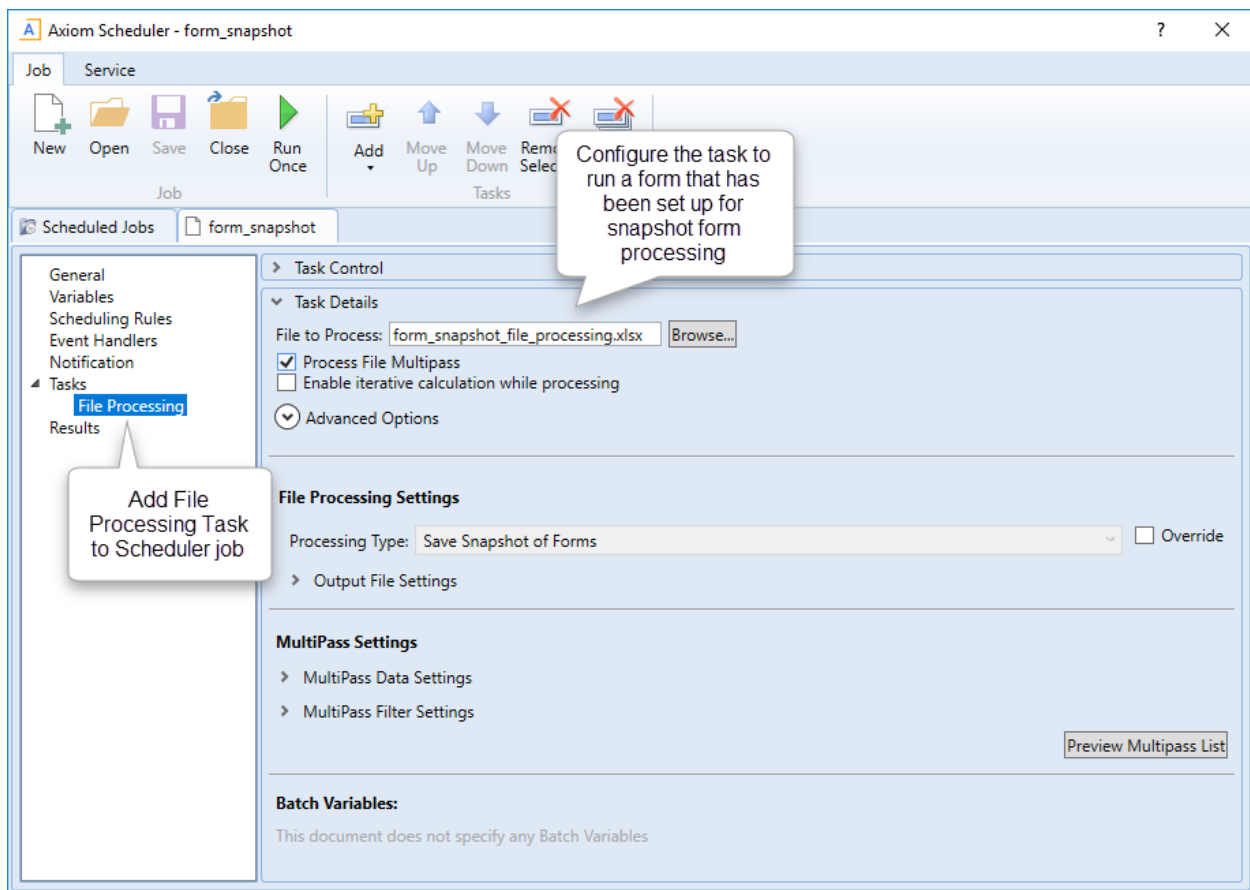 Axiom Scheduler - form_snapshot
?
Job Service
New Open Save Close Run Once
Add Move Up Move Down
Job
Tasks
Configure the task to
run a form that has
been set up for
snapshot form
processing
Scheduled Jobs form_snapshot
General
Variables
Scheduling Rules
Event Handlers
Notification
Tasks
File Processing
Results
Add File
Processing Task
to Scheduler job
Task Control
Task Details
File to Process: form_snapshot_file_processing.xlsx Browse...
Process File Multipass
Enable iterative calculation while processing
Advanced Options
File Processing Settings
Processing Type: Save Snapshot of Forms Override
Output File Settings
MultiPass Settings
MultiPass Data Settings
MultiPass Filter Settings
Preview Multipass List
Batch Variables:
This document does not specify any Batch Variables